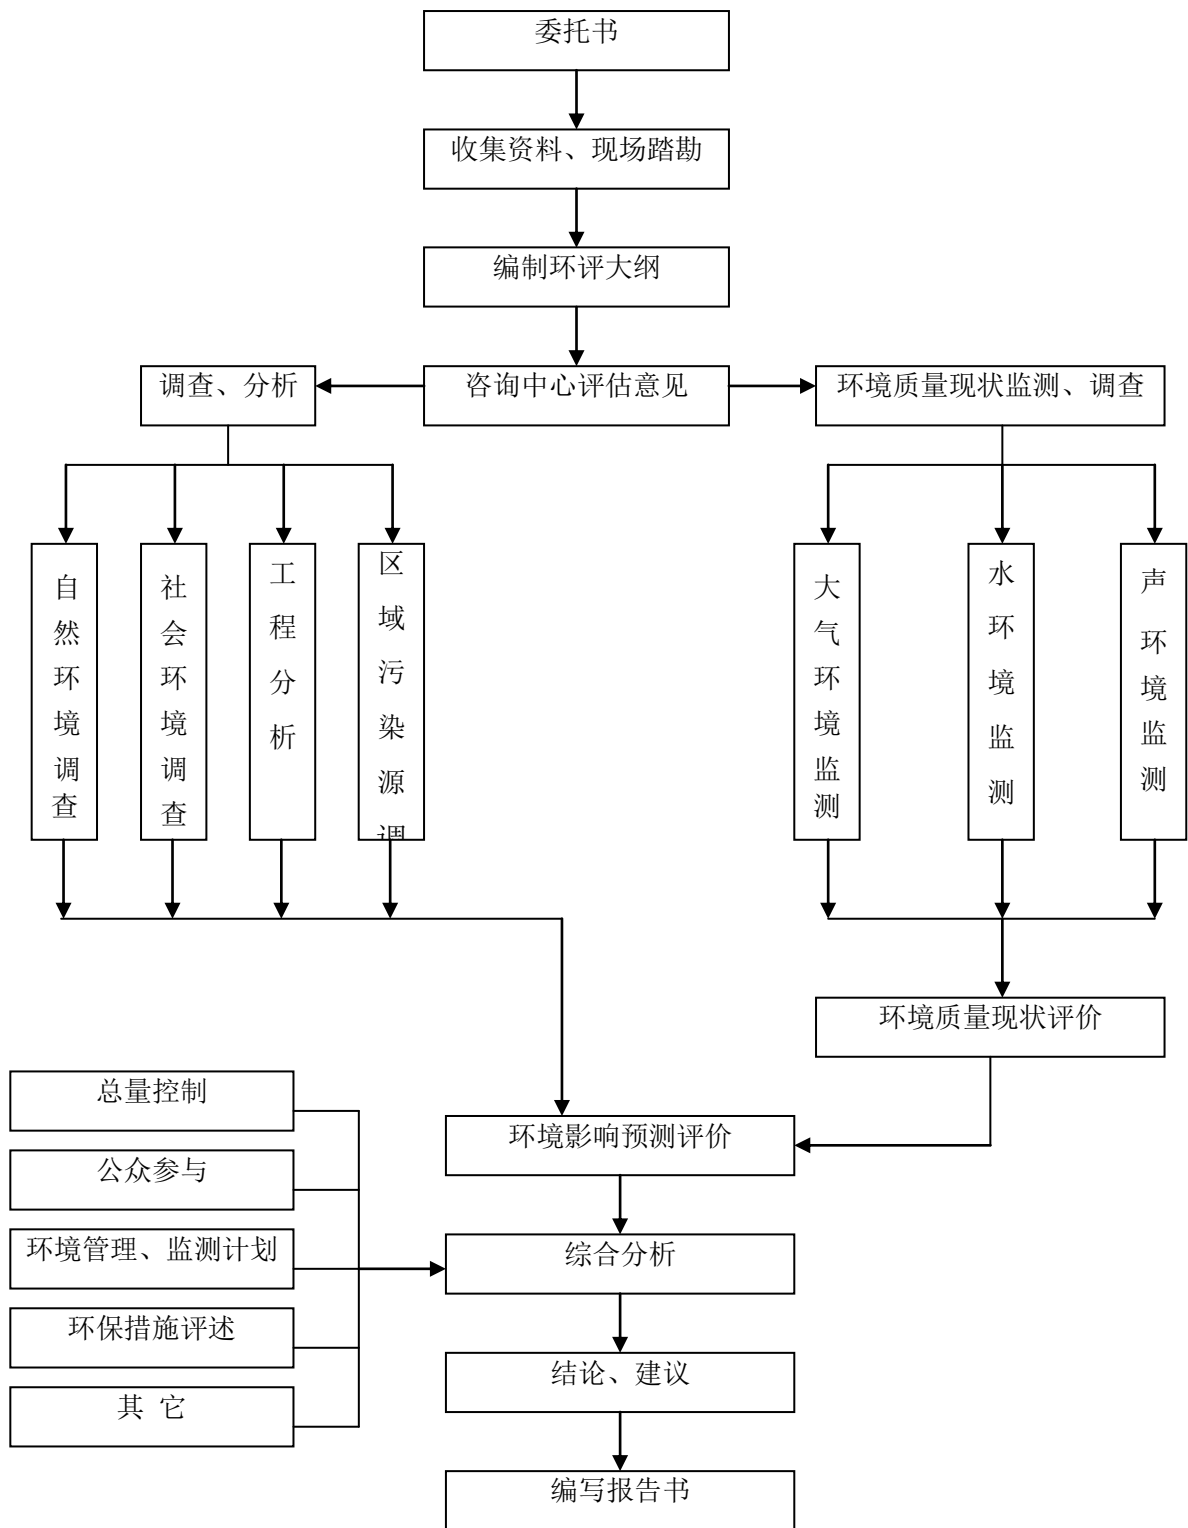 委托书
收集资料、现场踏勘
编制环评大纲
调查、分析
咨询中心评估意见
环境质量现状监测、调查
自然环境调查
社会环境调查
工程分析
区域污染源调
大气环境监测
水环境监测
声环境监测
环境质量现状评价
总量控制
环境影响预测评价
公众参与
环境管理、监测计划
综合分析
环保措施评述
结论、建议
其 它
编写报告书